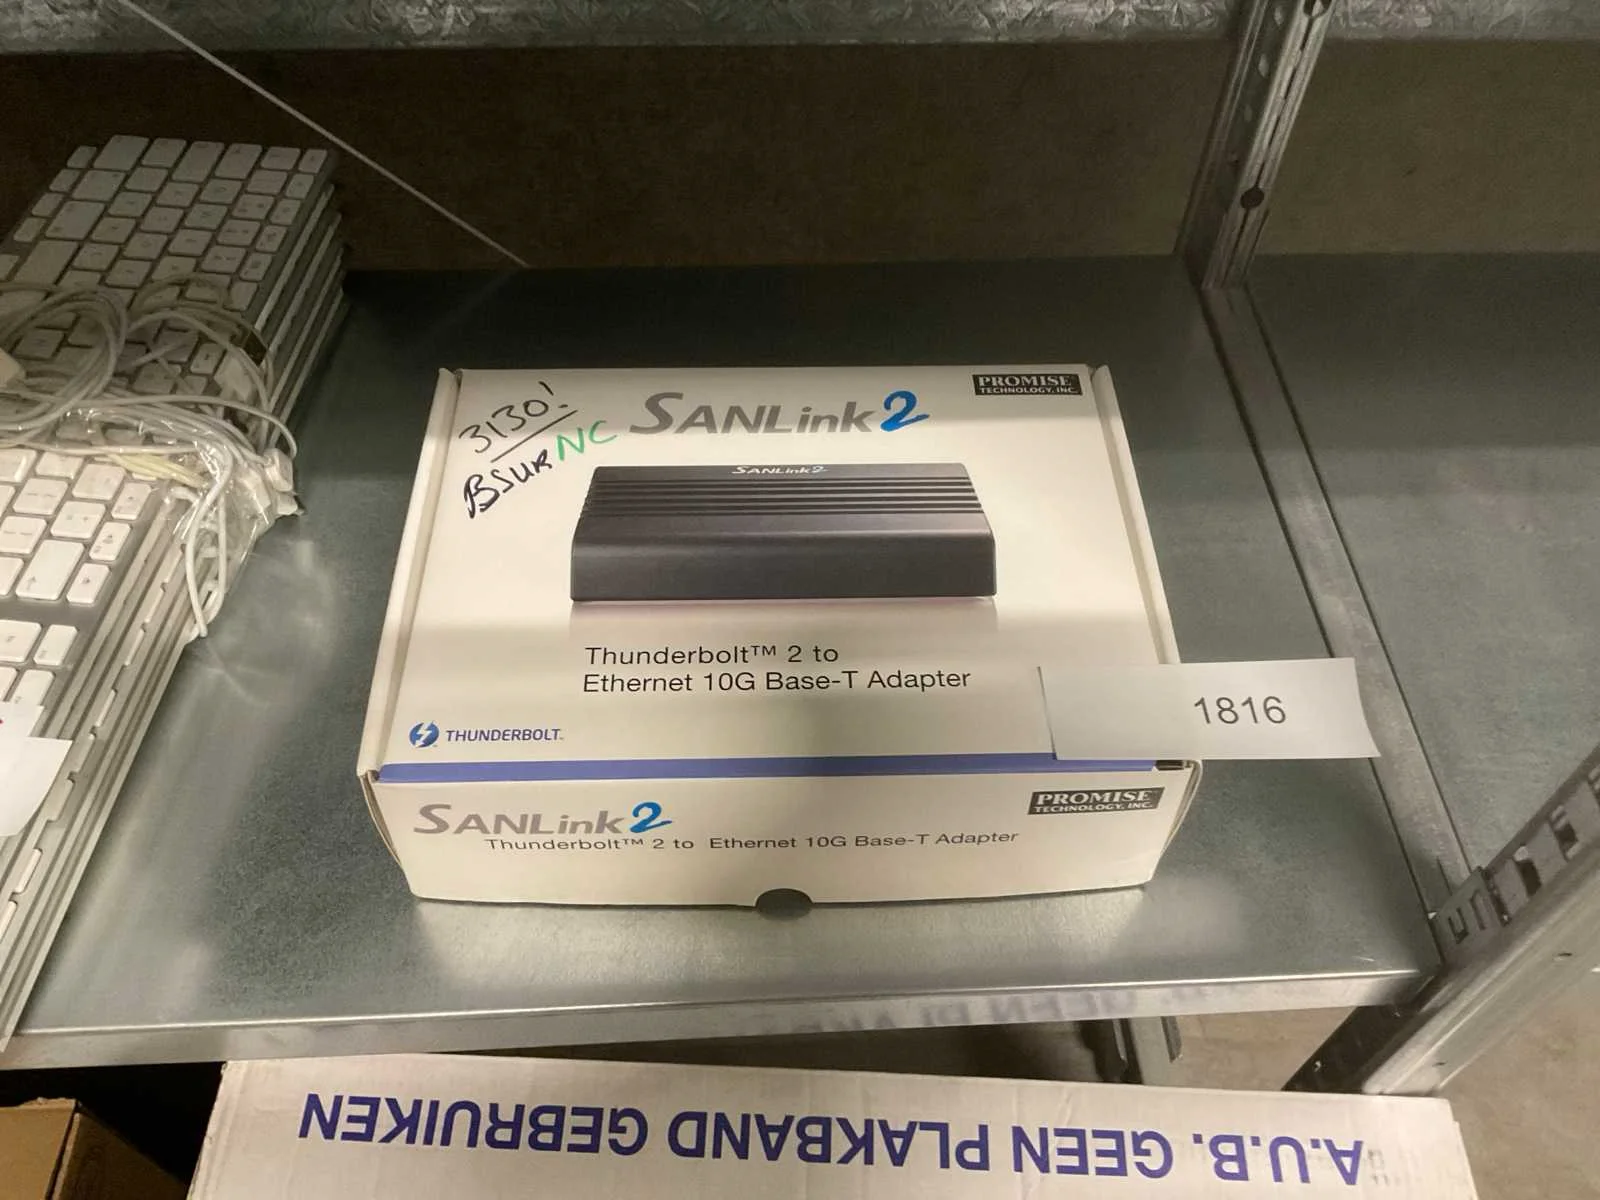 3130!
BSUR NC
SANLink2
PROMISE
TECHNOLOGY, INC.
SANLink2
Thunderbolt™ 2 to
Ethernet 10G Base-T Adapter
THUNDERBOLT.
1816
SANLink2
Thunderbolt™ 2 to Ethernet 10G Base-T Adapter
PROMISE
TECHNOLOGY, INC.
A.U.B. GEEN PLAKBAND GEBRUIKEN